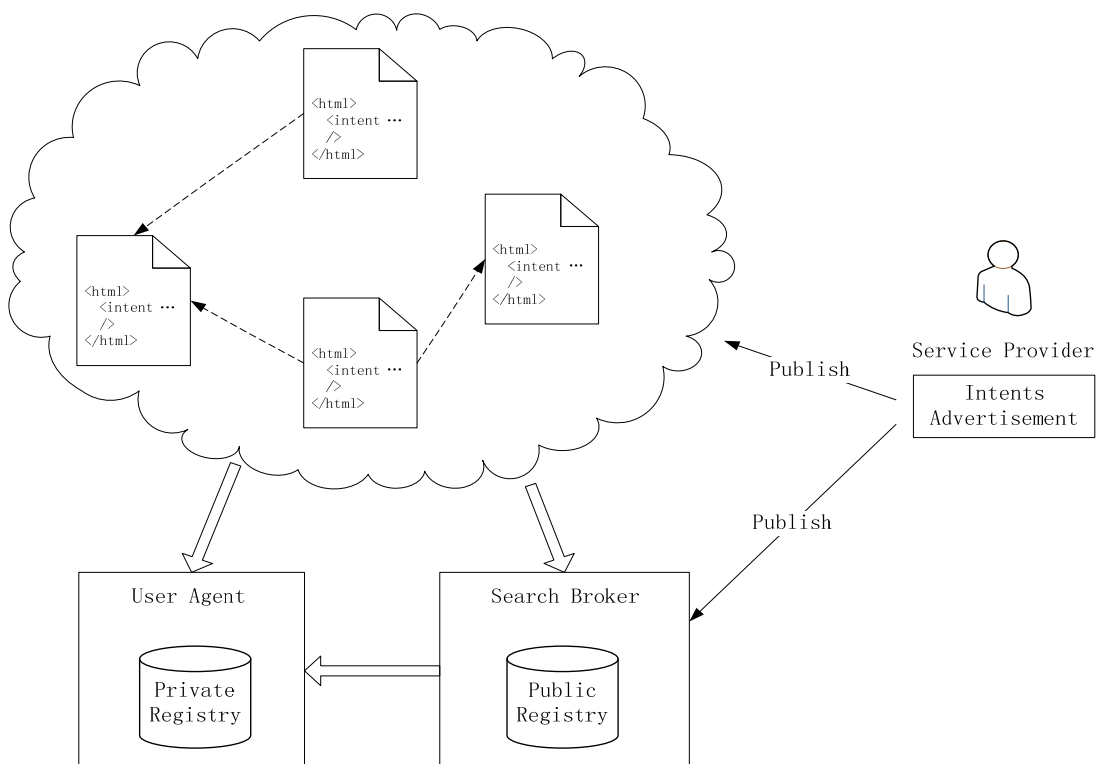 <html>
<intent ...
/>
</html>
<html>
<intent ...
/>
</html>
<html>
<intent ...
/>
</html>
<html>
<intent ...
/>
</html>
Service Provider
Intents
Advertisement
Publish
Publish
User Agent
Private
Registry
Search Broker
Public
Registry